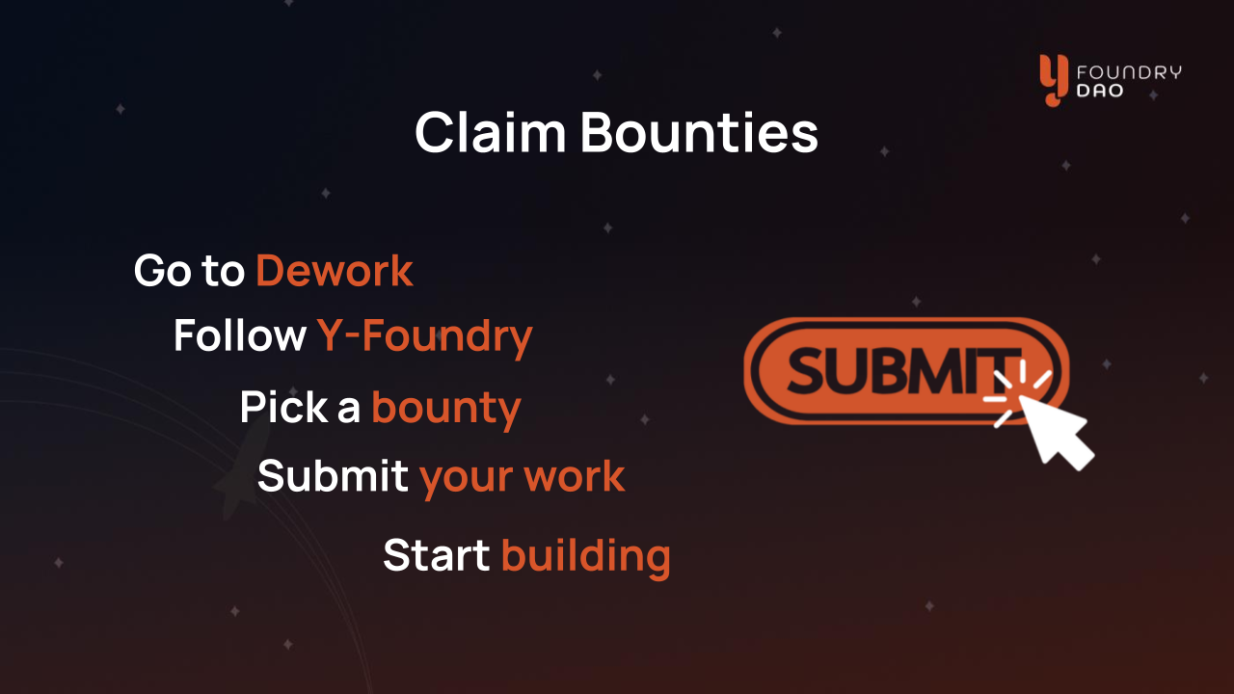 FOUNDRY
DAO
Claim Bounties
Go to Dework
Follow Y-Foundry
Pick a bounty
Submit your work
Start building
SUBMIT